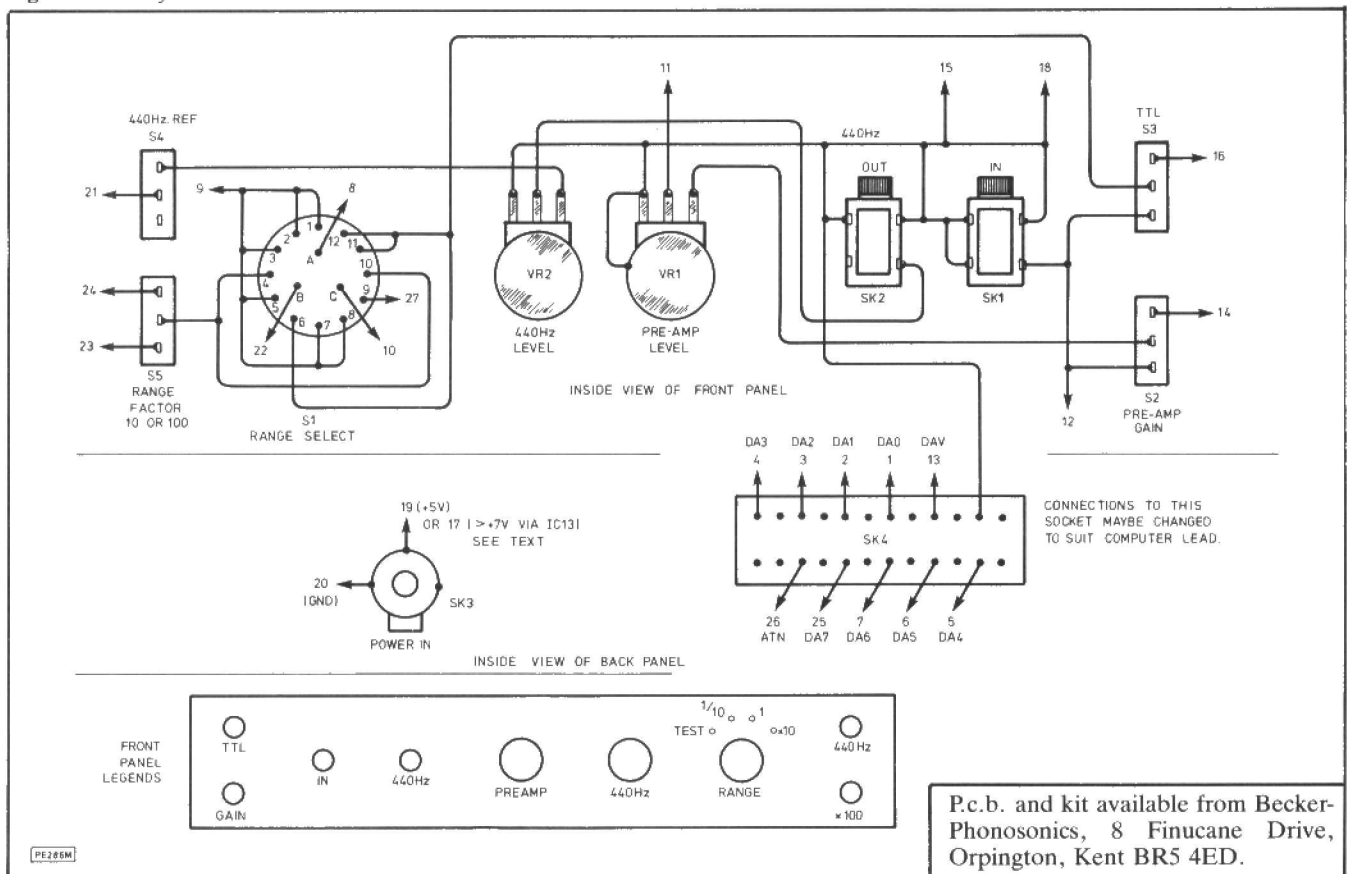 440Hz. REF
S4
21
9
8
1
2
12
11
3
A
10
4
B
C
9
27
5
6
7
8
22
10
24
23
S5
RANGE
FACTOR
10 OR 100
S1
RANGE SELECT
11
VR2
440Hz
LEVEL
VR1
PRE-AMP
LEVEL
440Hz
15
18
OUT
IN
SK2
SK1
TTL
S3
16
14
S2
PRE-AMP
GAIN
12
INSIDE VIEW OF FRONT PANEL
DA3 DA2 DA1 DA0 DAV
4 3 2 1 13
SK4
26 25 7 6 5
ATN DA7 DA6 DA5 DA4
CONNECTIONS TO THIS
SOCKET MAYBE CHANGED
TO SUIT COMPUTER LEAD.
19 (+5V)
OR 17 (>+7V VIA IC13)
SEE TEXT
20
(GND)
SK3
POWER IN
INSIDE VIEW OF BACK PANEL
FRONT
PANEL
LEGENDS
TTL
GAIN
IN
440Hz
PREAMP
440Hz
TEST
1/10
1
x10
RANGE
440Hz
x100
PE286M
P.c.b. and kit available from Becker-
Phonosonics, 8 Finucane Drive,
Orpington, Kent BR5 4ED.